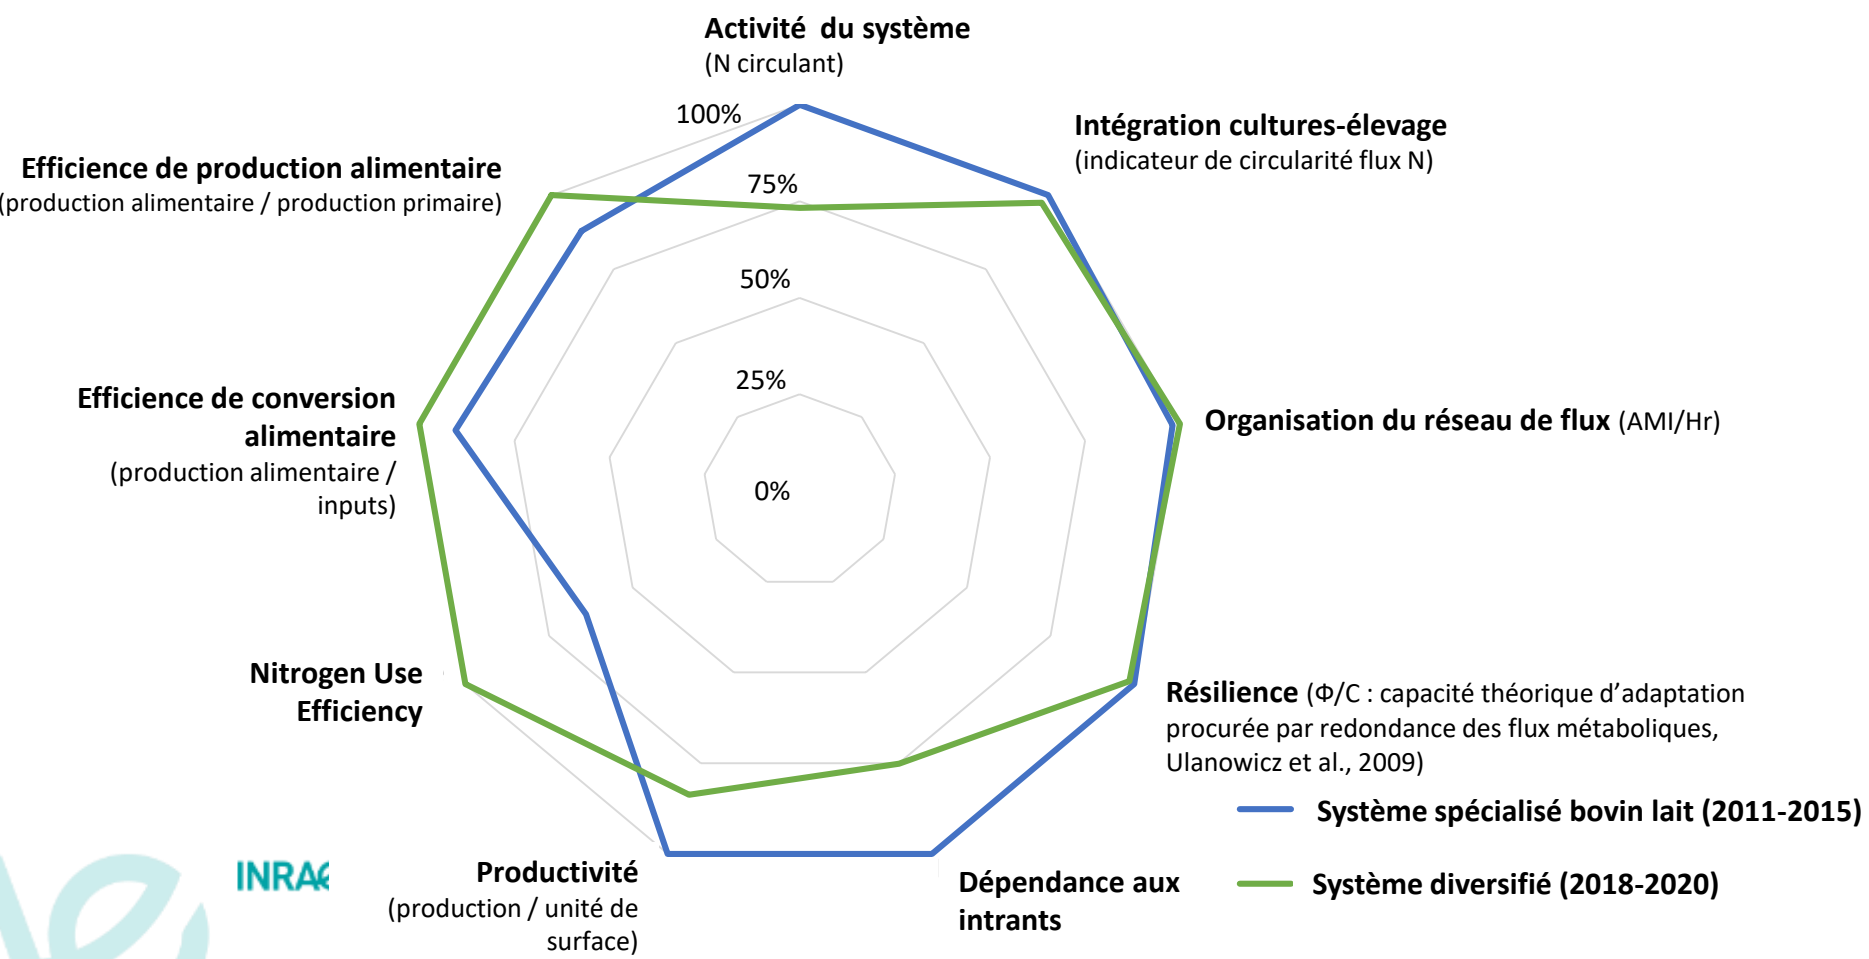 Activité du système
(N circulant)
100%
Intégration cultures-élevage
(indicateur de circularité flux N)
Efficience de production alimentaire
(production alimentaire / production primaire)
75%
50%
25%
Efficience de conversion
alimentaire
(production alimentaire /
inputs)
Organisation du réseau de flux (AMI/Hr)
0%
Nitrogen Use
Efficiency
Résilience (Φ/C : capacité théorique d’adaptation
procurée par redondance des flux métaboliques,
Ulanowicz et al., 2009)
Système spécialisé bovin lait (2011-2015)
Système diversifié (2018-2020)
Productivité
(production / unité de
surface)
Dépendance aux
intrants
INRAe